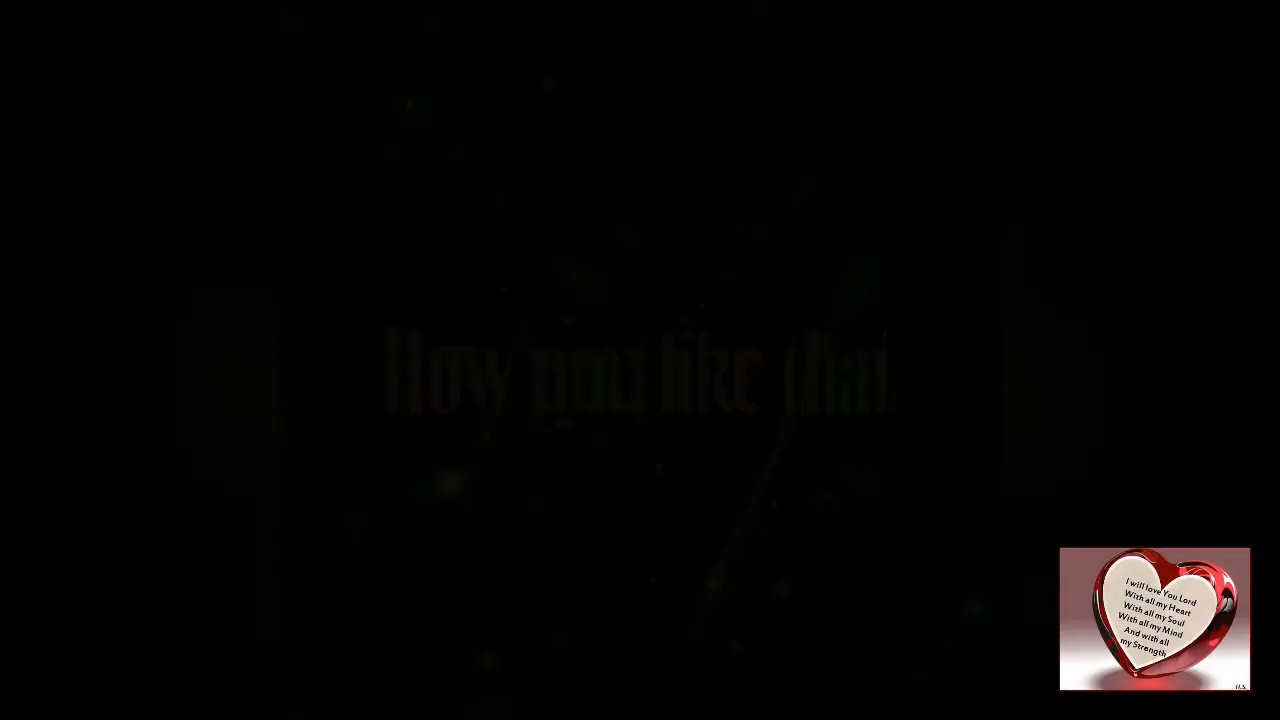 How you like that
I will love You Lord
With all my Heart
With all my Soul
With all my Mind
And with all
my Strength
H.S.